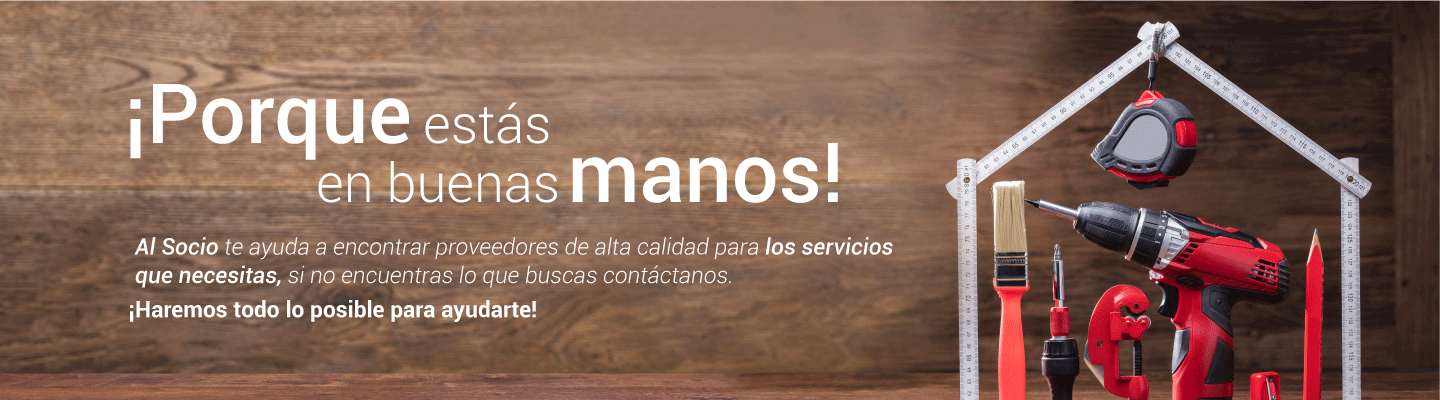 ¡Porque estás
en buenas manos!
Al Socio te ayuda a encontrar proveedores de alta calidad para los servicios
que necesitas, si no encuentras lo que buscas contáctanos.
¡Haremos todo lo posible para ayudarte!